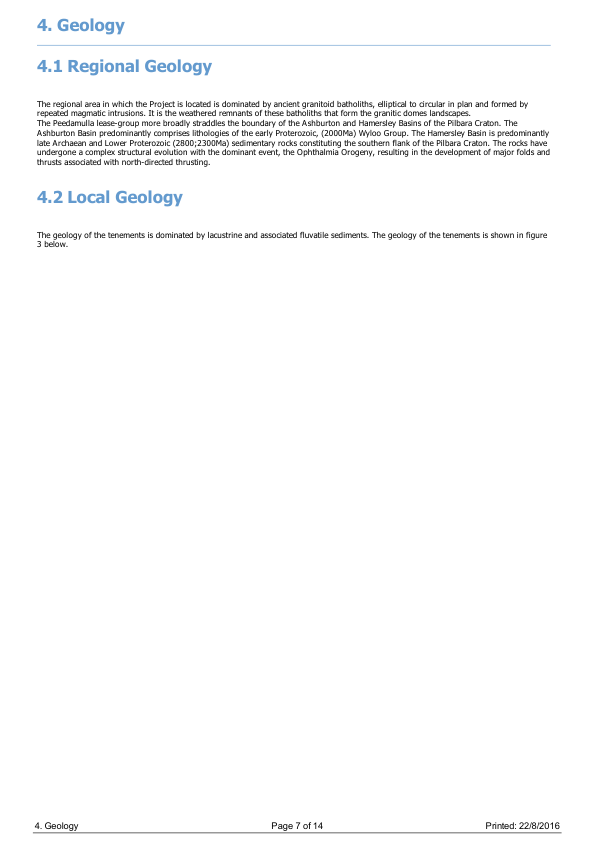 4. Geology
4.1 Regional Geology
The regional area in which the Project is located is dominated by ancient granitoid batholiths, elliptical to circular in plan and formed by
repeated magmatic intrusions. It is the weathered remnants of these batholiths that form the granitic domes landscapes.
The Peedamulla lease-group more broadly straddles the boundary of the Ashburton and Hamersley Basins of the Pilbara Craton. The
Ashburton Basin predominantly comprises lithologies of the early Proterozoic, (2000Ma) Wyloo Group. The Hamersley Basin is predominantly
late Archaean and Lower Proterozoic (2800;2300Ma) sedimentary rocks constituting the southern flank of the Pilbara Craton. The rocks have
undergone a complex structural evolution with the dominant event, the Ophthalmia Orogeny, resulting in the development of major folds and
thrusts associated with north-directed thrusting.
4.2 Local Geology
The geology of the tenements is dominated by lacustrine and associated fluvatile sediments. The geology of the tenements is shown in figure
3 below.
4. Geology Page 7 of 14 Printed: 22/8/2016